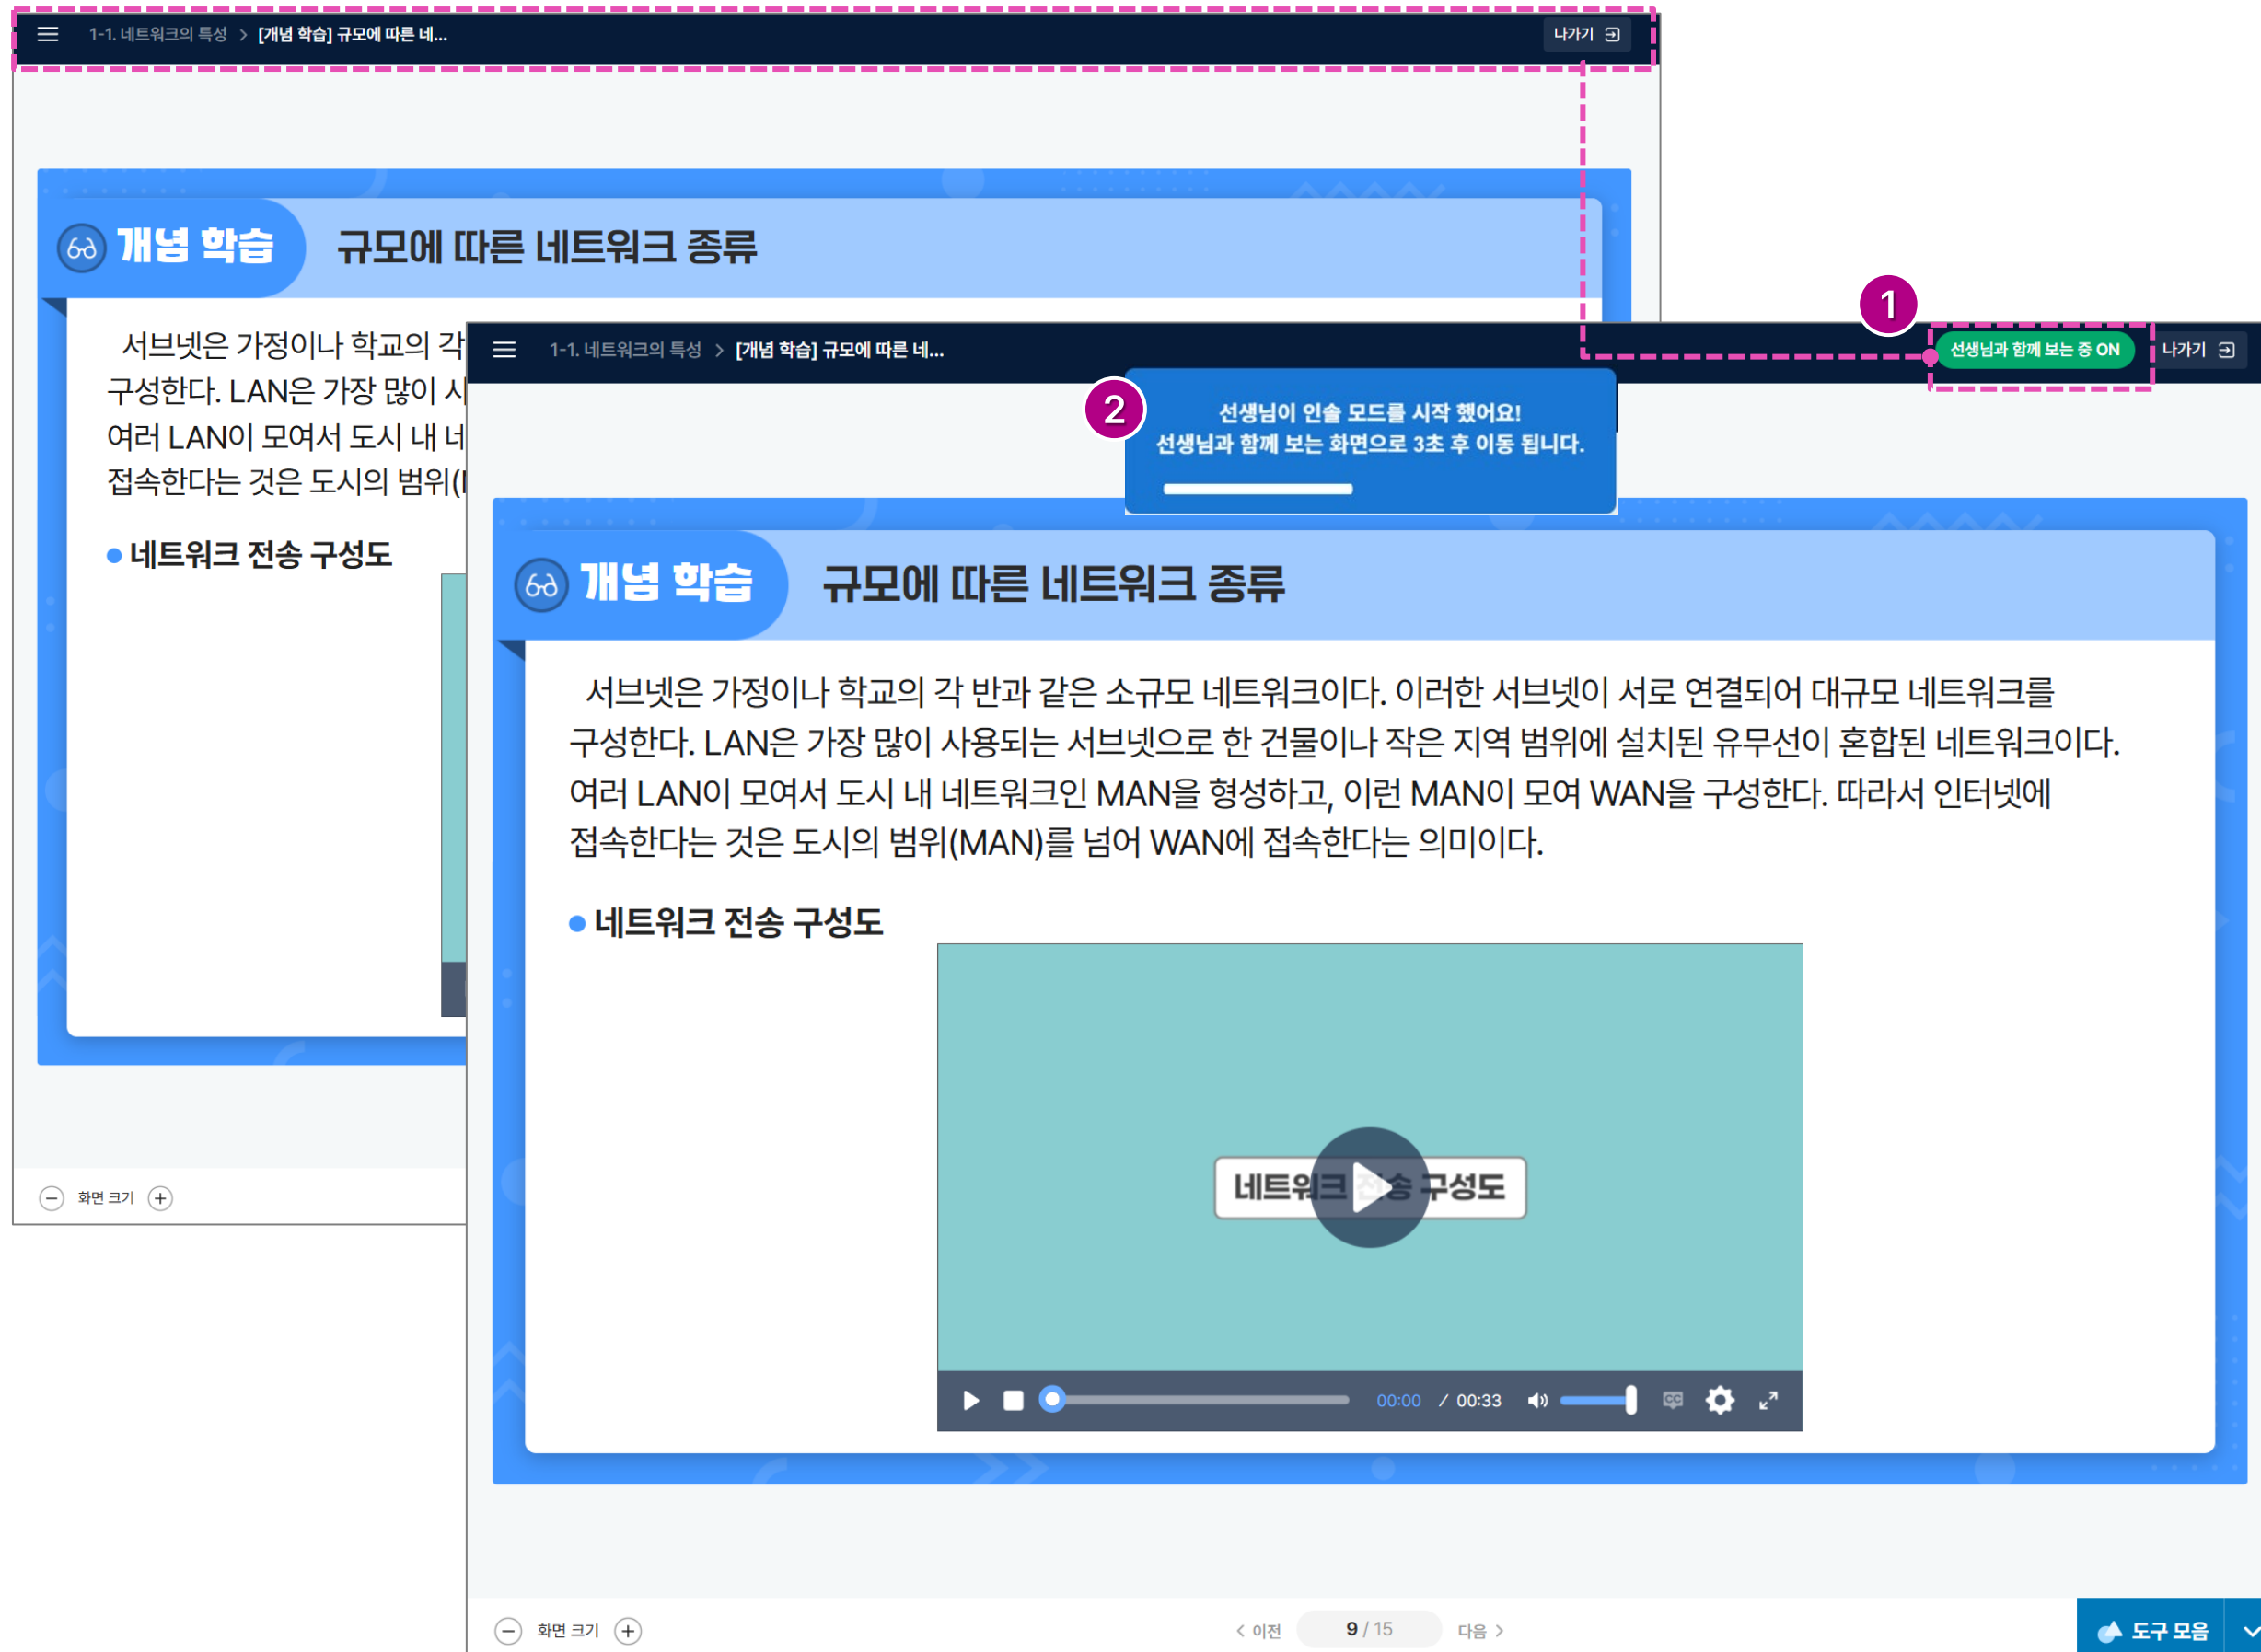 1-1. 네트워크의 특성 > [개념 학습] 규모에 따른 네...
나가기
개념 학습
규모에 따른 네트워크 종류
서브넷은 가정이나 학교의 각
구성한다. LAN은 가장 많이 사
여러 LAN이 모여서 도시 내 네
접속한다는 것은 도시의 범위(
네트워크 전송 구성도
화면 크기
1
1-1. 네트워크의 특성 > [개념 학습] 규모에 따른 네...
선생님과 함께 보는 중 ON
나가기
2
선생님이 인솔 모드를 시작 했어요!
선생님과 함께 보는 화면으로 3초 후 이동 됩니다.
개념 학습
규모에 따른 네트워크 종류
서브넷은 가정이나 학교의 각 반과 같은 소규모 네트워크이다. 이러한 서브넷이 서로 연결되어 대규모 네트워크를
구성한다. LAN은 가장 많이 사용되는 서브넷으로 한 건물이나 작은 지역 범위에 설치된 유무선이 혼합된 네트워크이다.
여러 LAN이 모여서 도시 내 네트워크인 MAN을 형성하고, 이런 MAN이 모여 WAN을 구성한다. 따라서 인터넷에
접속한다는 것은 도시의 범위(MAN)를 넘어 WAN에 접속한다는 의미이다.
네트워크 전송 구성도
네트워크 전송 구성도
00:00 / 00:33
CC
화면 크기
< 이전
9 / 15
다음 >
도구 모음